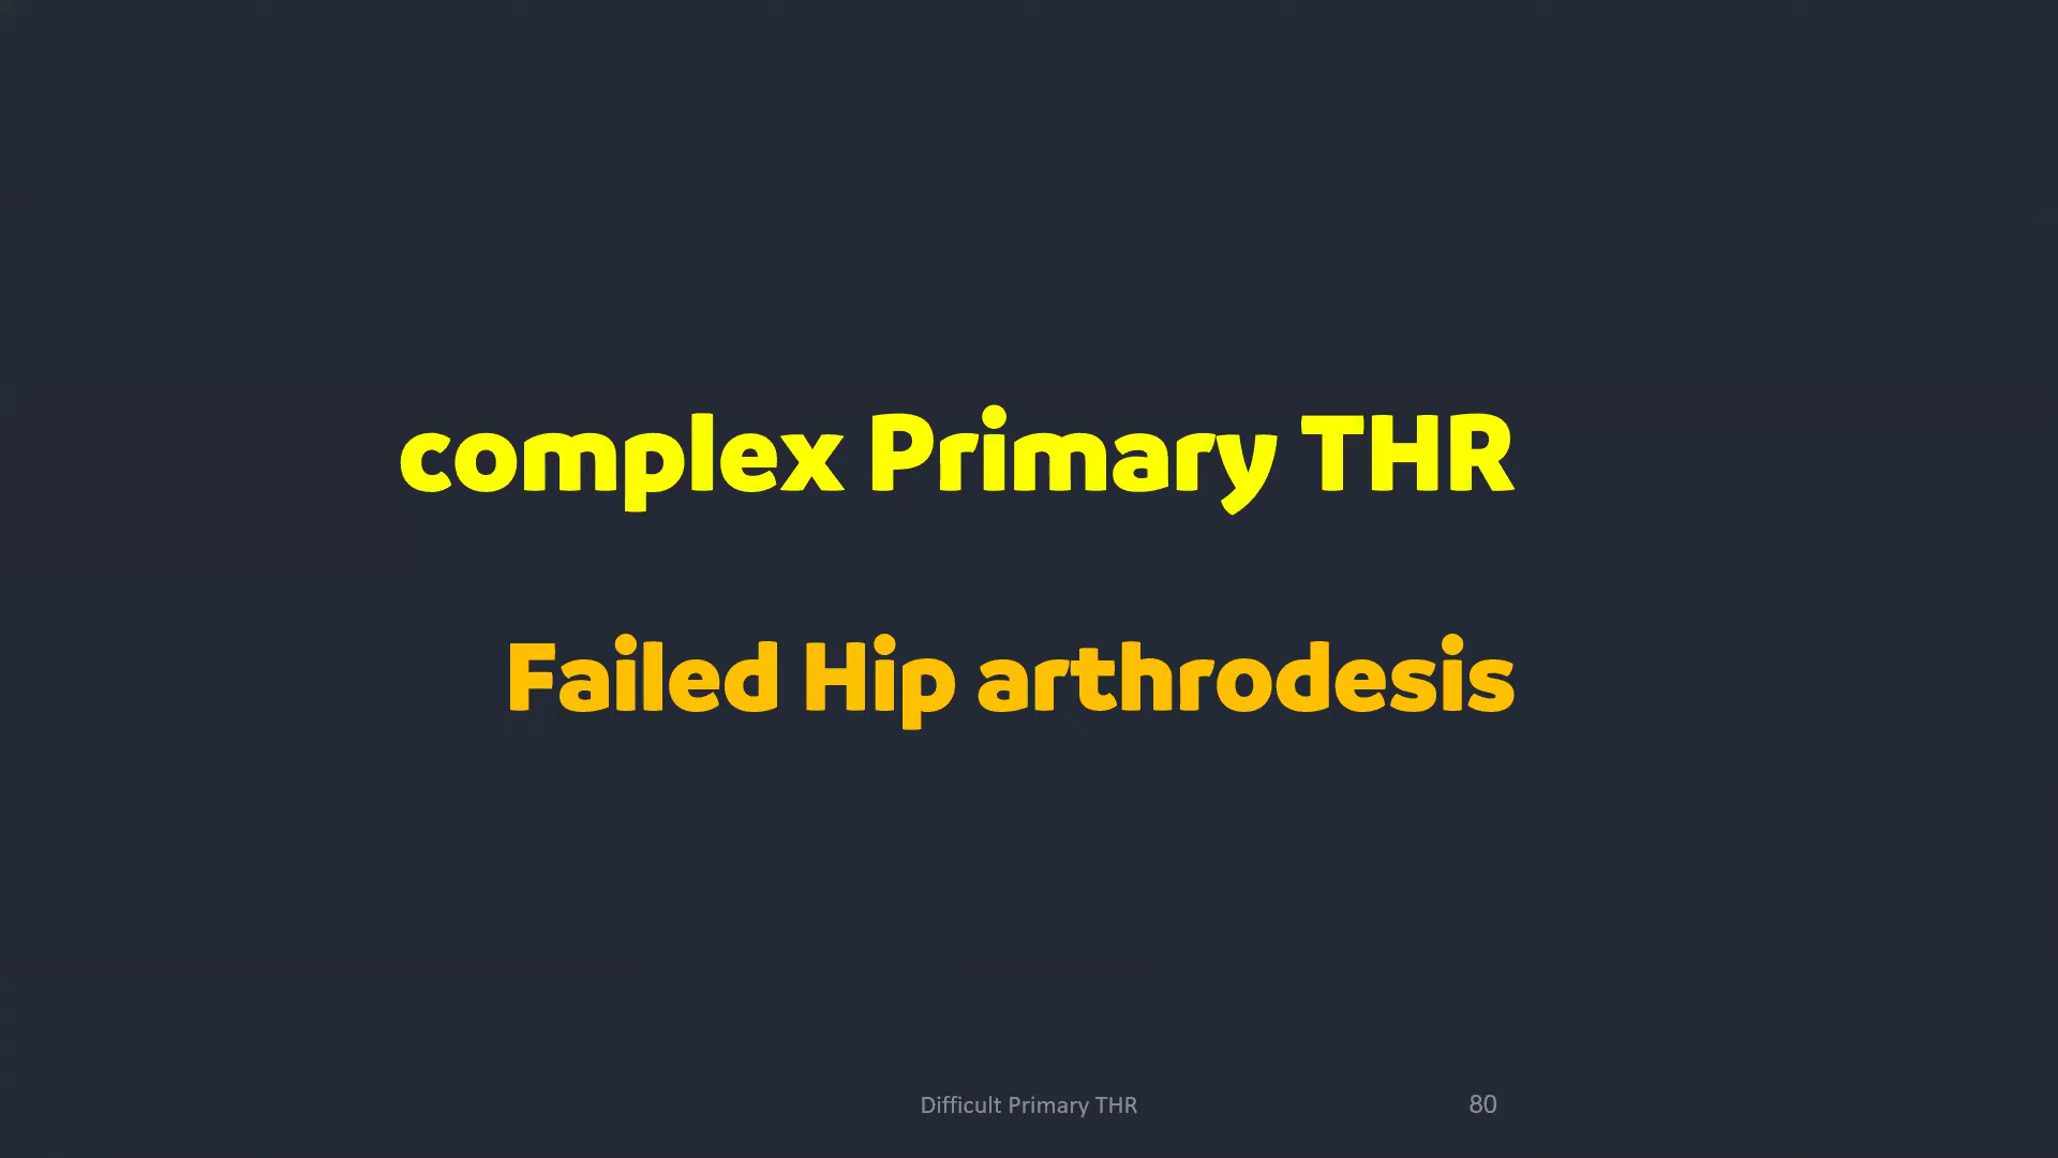 complex Primary THR
Failed Hip arthrodesis
Difficult Primary THR
80